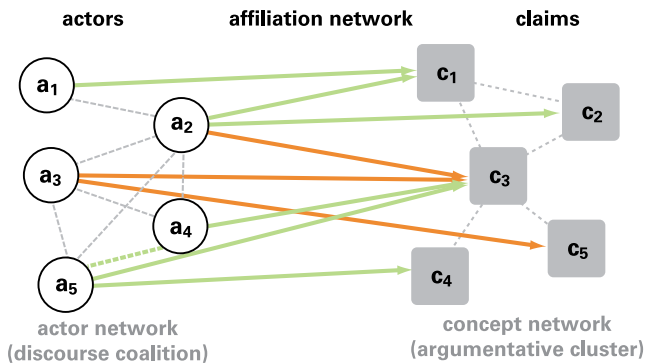 actors affiliation network claims
a1
c1
a2
c2
a3
c3
a4
c5
a5
c4
actor network
(discourse coalition)
concept network
(argumentative cluster)